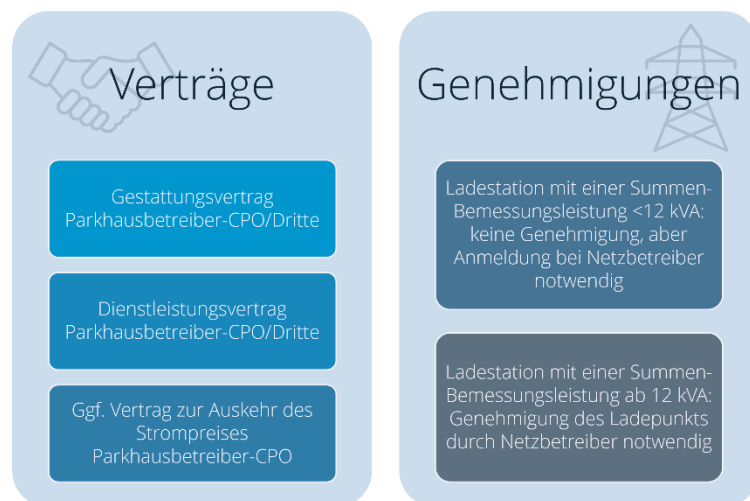 Verträge
Gestattungsvertrag
Parkhausbetreiber-CPO/Dritte
Dienstleistungsvertrag
Parkhausbetreiber-CPO/Dritte
Ggf. Vertrag zur Auskehr des
Strompreises
Parkhausbetreiber-CPO
Genehmigungen
Ladestation mit einer Summen-
Bemessungsleistung <12 kVA:
keine Genehmigung, aber
Anmeldung bei Netzbetreiber
notwendig
Ladestation mit einer Summen-
Bemessungsleistung ab 12 kVA:
Genehmigung des Ladepunkts
durch Netzbetreiber notwendig